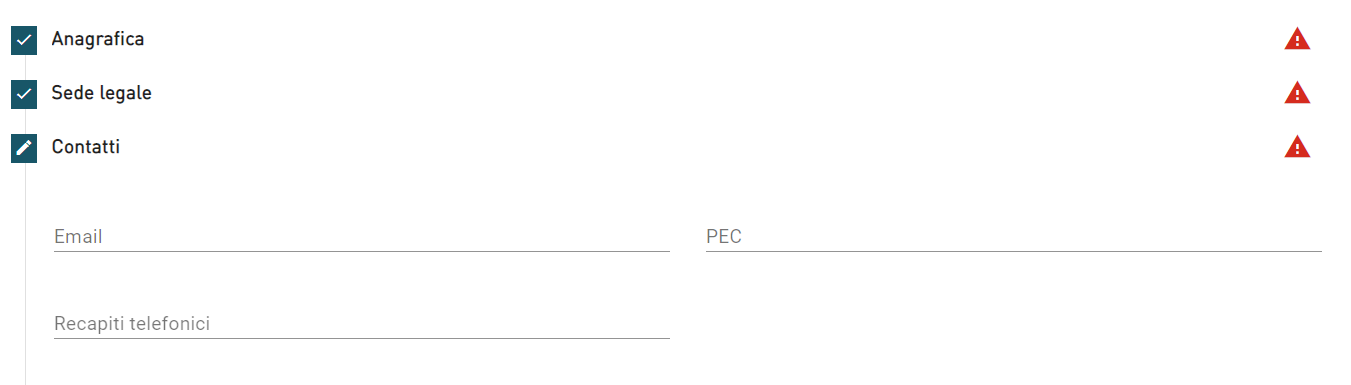 Anagrafica
Sede legale
Contatti
Email
PEC
Recapiti telefonici